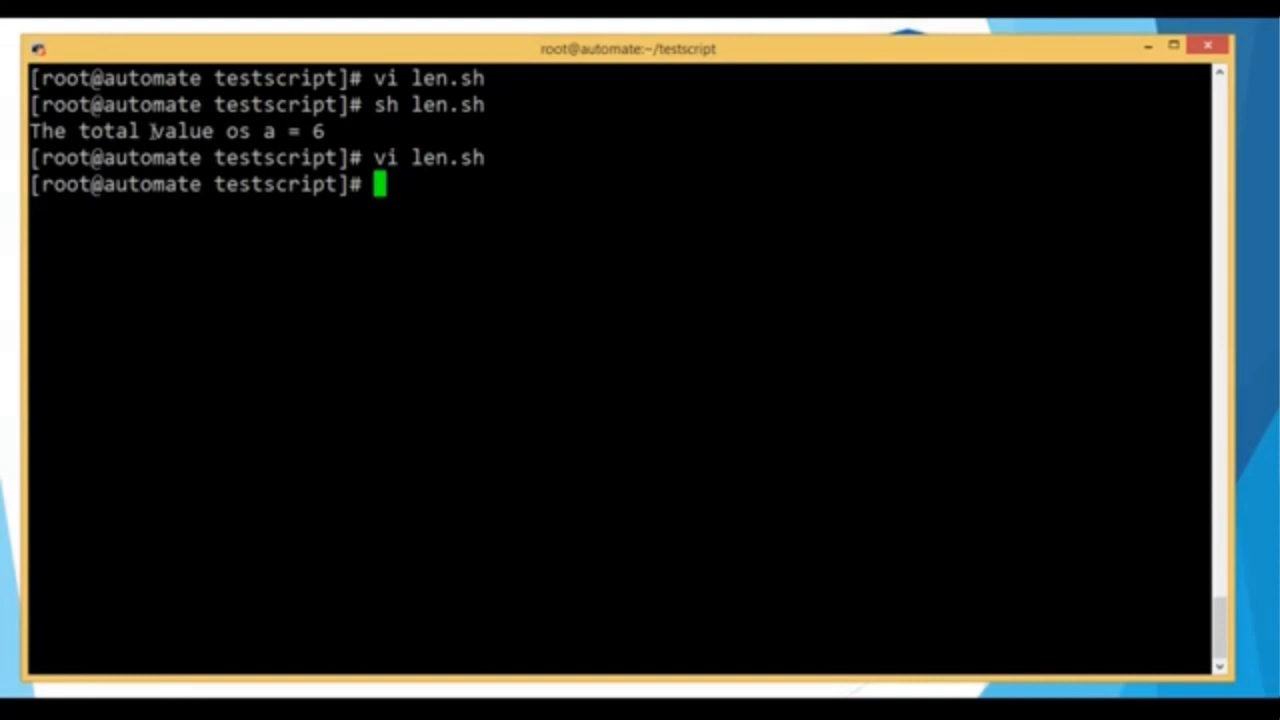 root@automate:~/testscript
[root@automate testscript]# vi len.sh
[root@automate testscript]# sh len.sh
The total value os a = 6
[root@automate testscript]# vi len.sh
[root@automate testscript]#